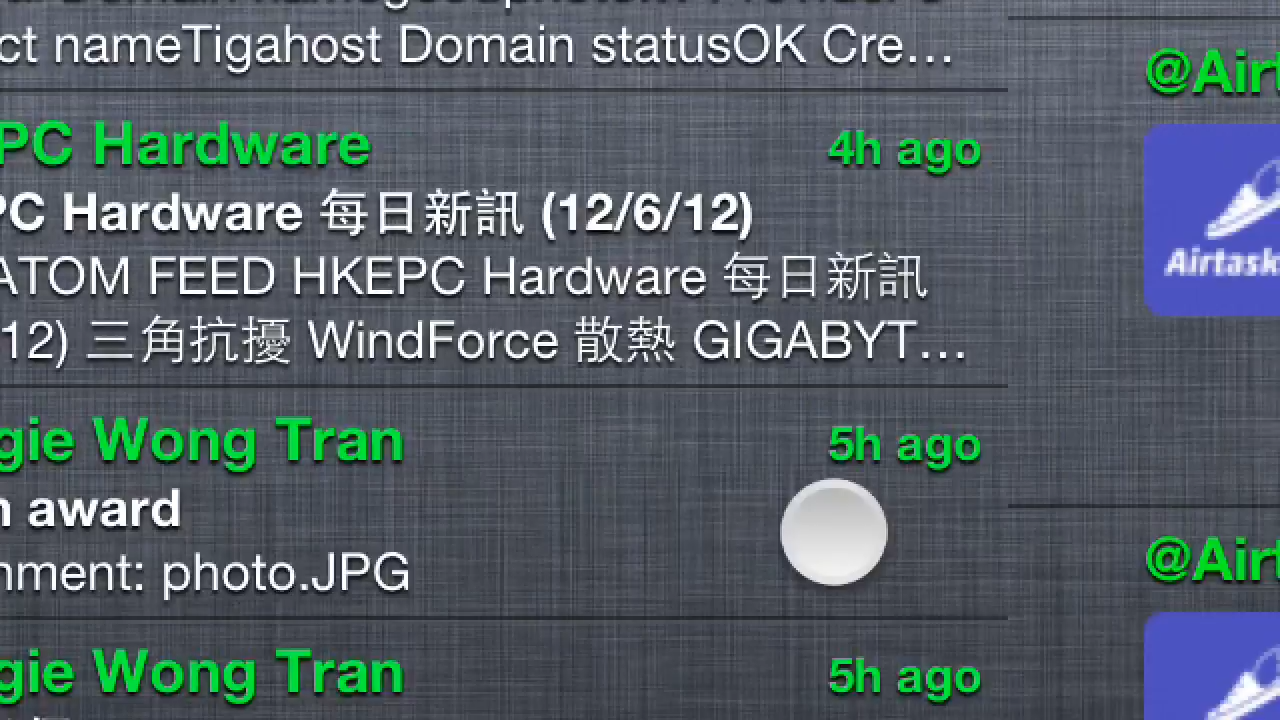 ct nameTigahost Domain statusOK Cre…
PC Hardware
4h ago
PC Hardware 每日新訊 (12/6/12)
ATOM FEED HKEPC Hardware 每日新訊
12) 三角抗擾 WindForce 散熱 GIGABYT…
gie Wong Tran
5h ago
n award
nment: photo.JPG
gie Wong Tran
5h ago
@Airt
Airtask
@Airt